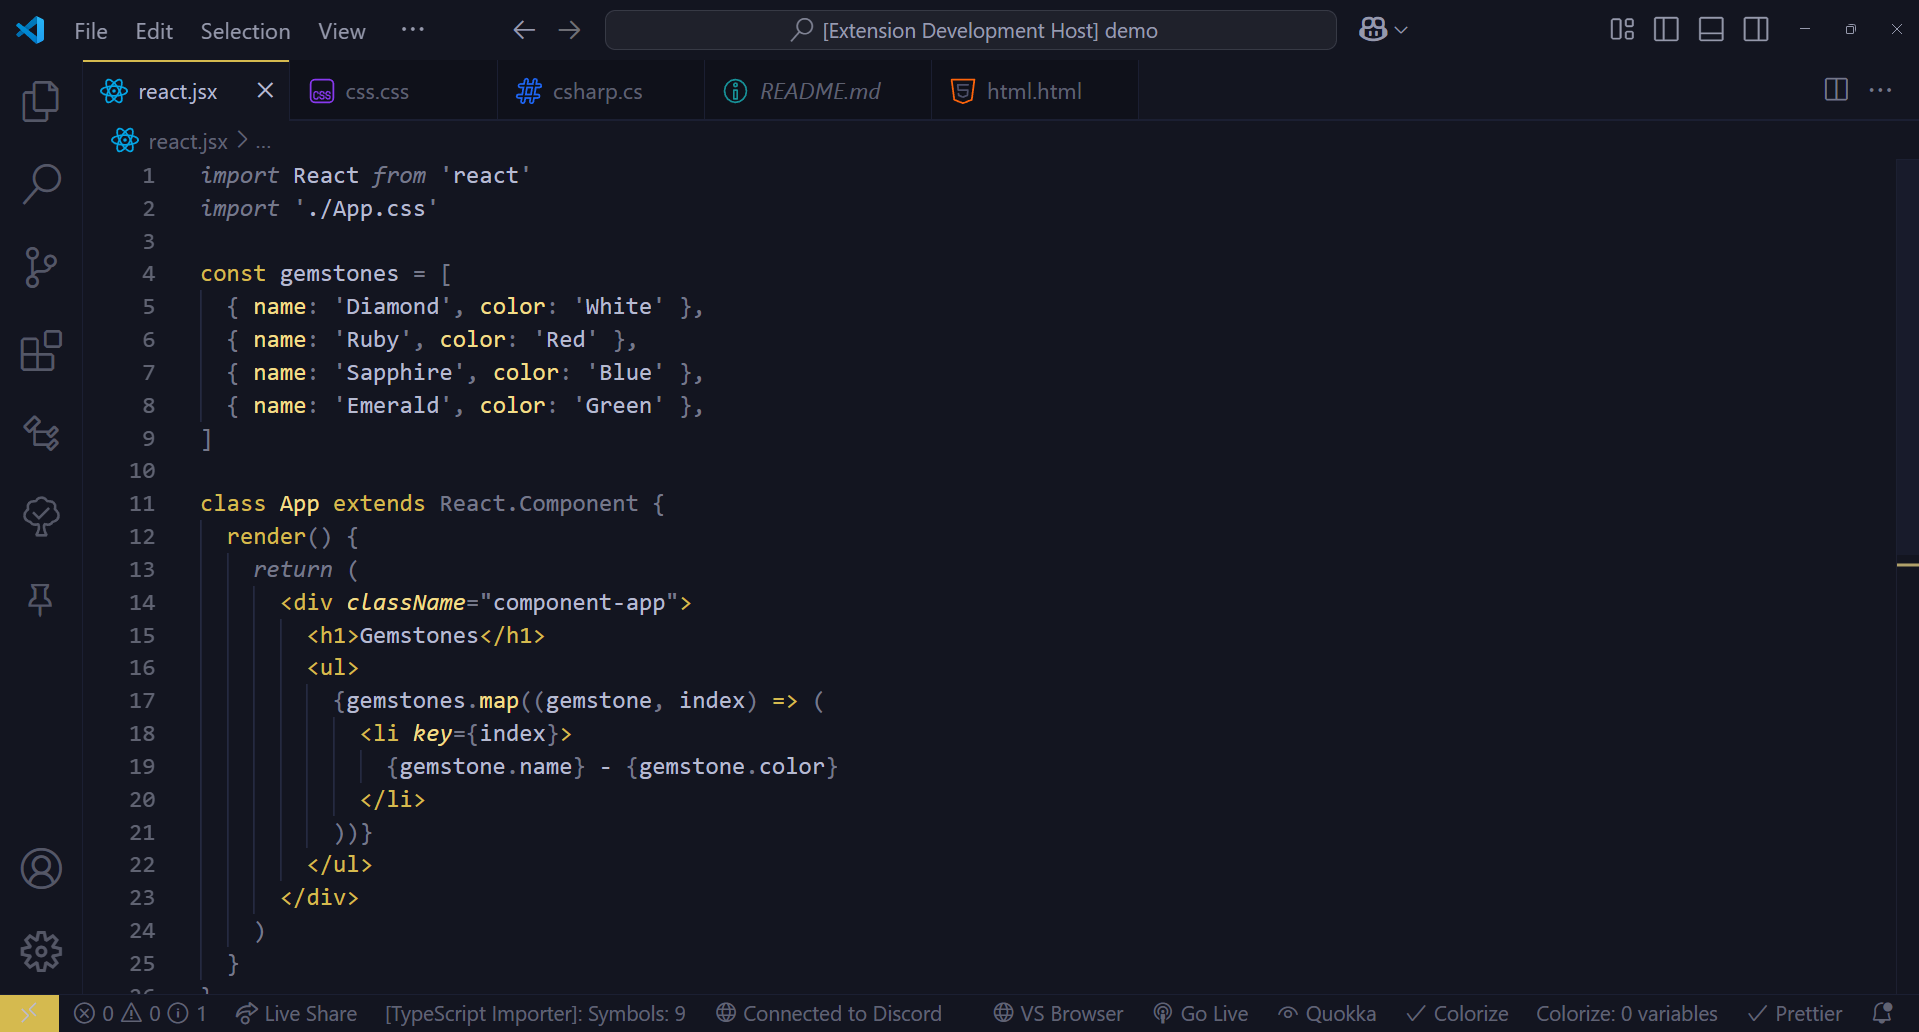 File Edit Selection View ··· [Extension Development Host] demo
react.jsx css.css csharp.cs README.md html.html
react.jsx > ...
1 import React from 'react'
2 import './App.css'
3
4 const gemstones = [
5 { name: 'Diamond', color: 'White' },
6 { name: 'Ruby', color: 'Red' },
7 { name: 'Sapphire', color: 'Blue' },
8 { name: 'Emerald', color: 'Green' },
9 ]
10
11 class App extends React.Component {
12 render() {
13 return (
14 <div className="component-app">
15 <h1>Gemstones</h1>
16 <ul>
17 {gemstones.map((gemstone, index) => (
18 <li key={index}>
19 {gemstone.name} - {gemstone.color}
20 </li>
21 ))}
22 </ul>
23 </div>
24 )
25 }
26 }
0 0 1 Live Share [TypeScript Importer]: Symbols: 9 Connected to Discord VS Browser Go Live Quokka Colorize Colorize: 0 variables Prettier